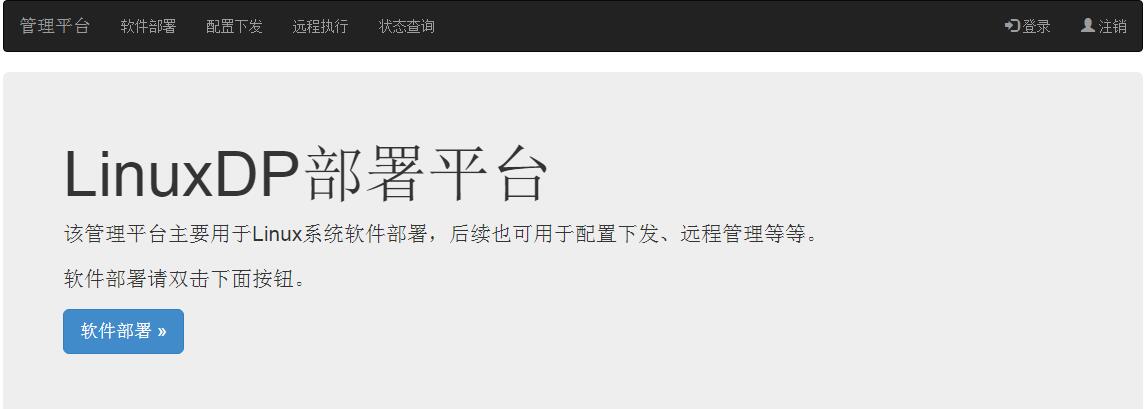 管理平台 软件部署 配置下发 远程执行 状态查询 登录 注销
LinuxDP部署平台
该管理平台主要用于Linux系统软件部署，后续也可用于配置下发、远程管理等等。
软件部署请双击下面按钮。
软件部署 »